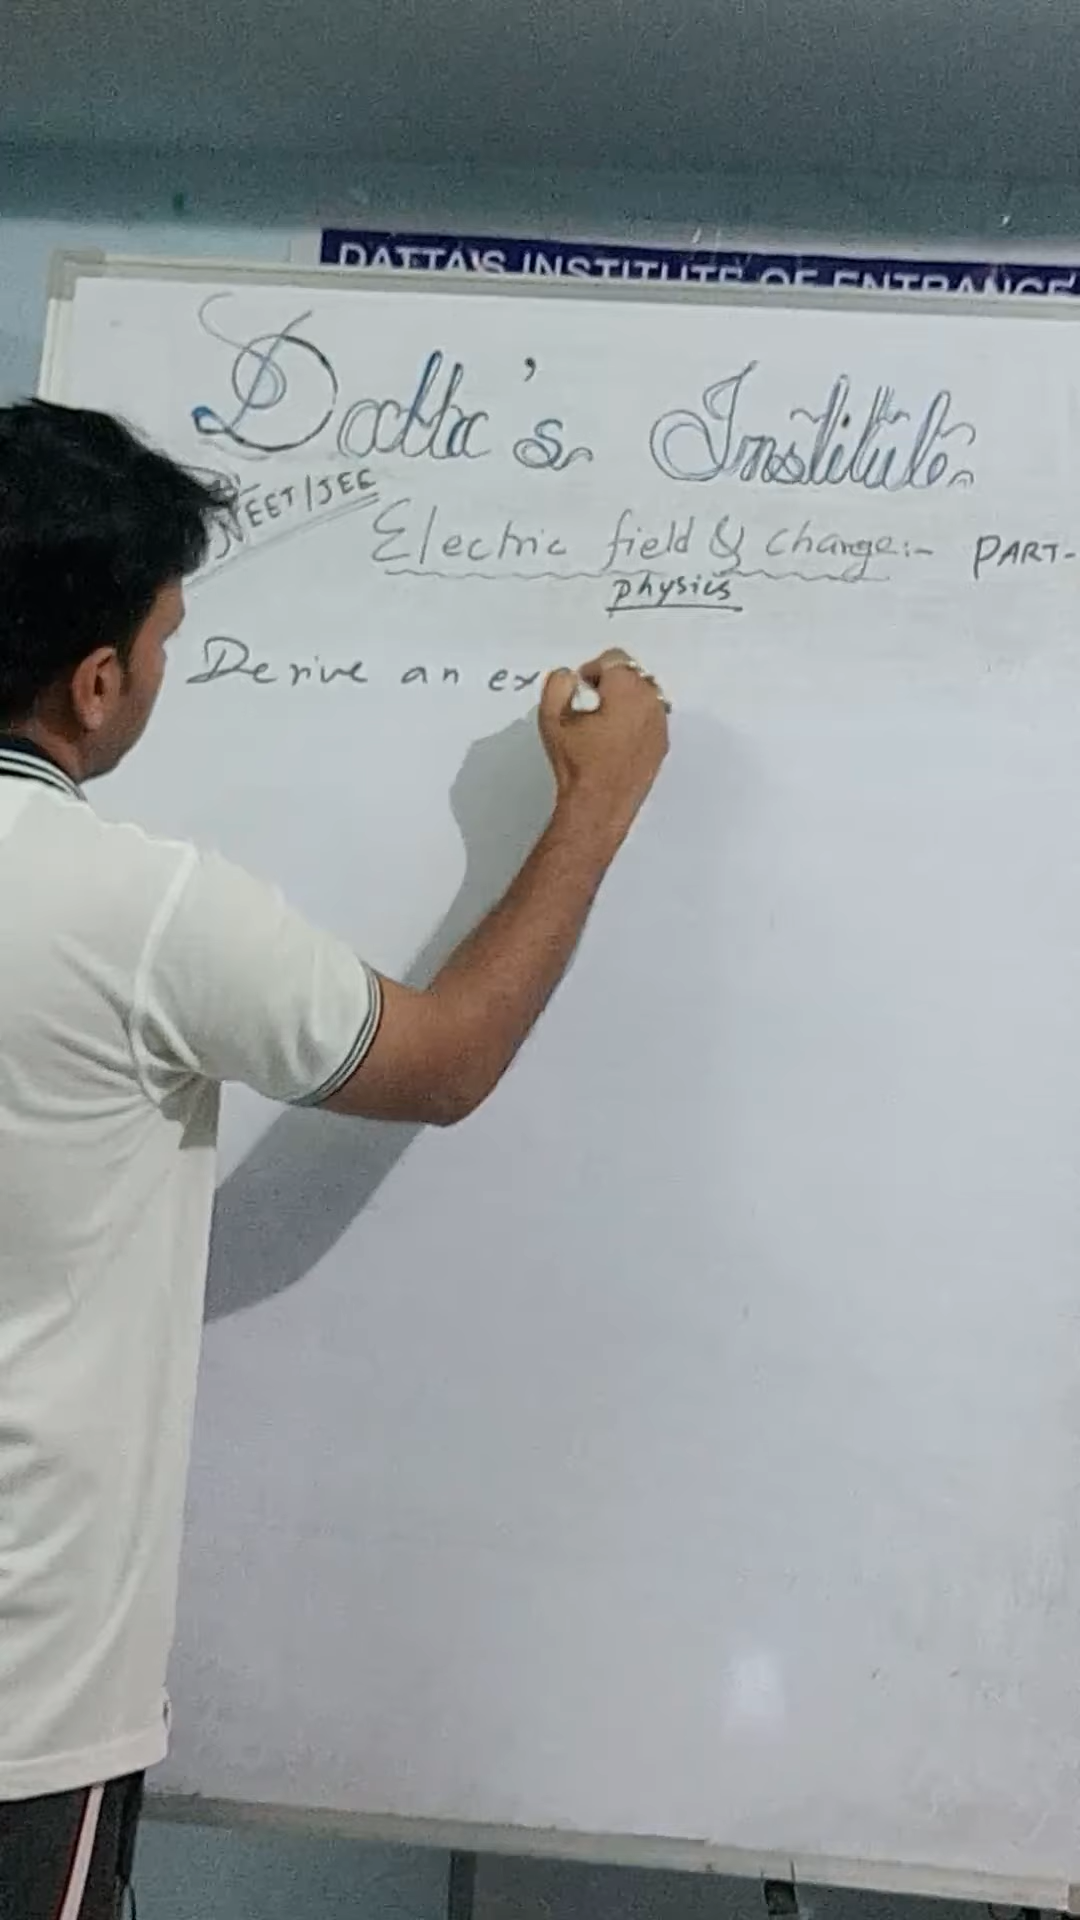 DATTA'S INSTITUTE OF ENTRANCE
Datta's Institute
NEET/JEE
Electric field & charge:- PART-
physics
Derive an ex